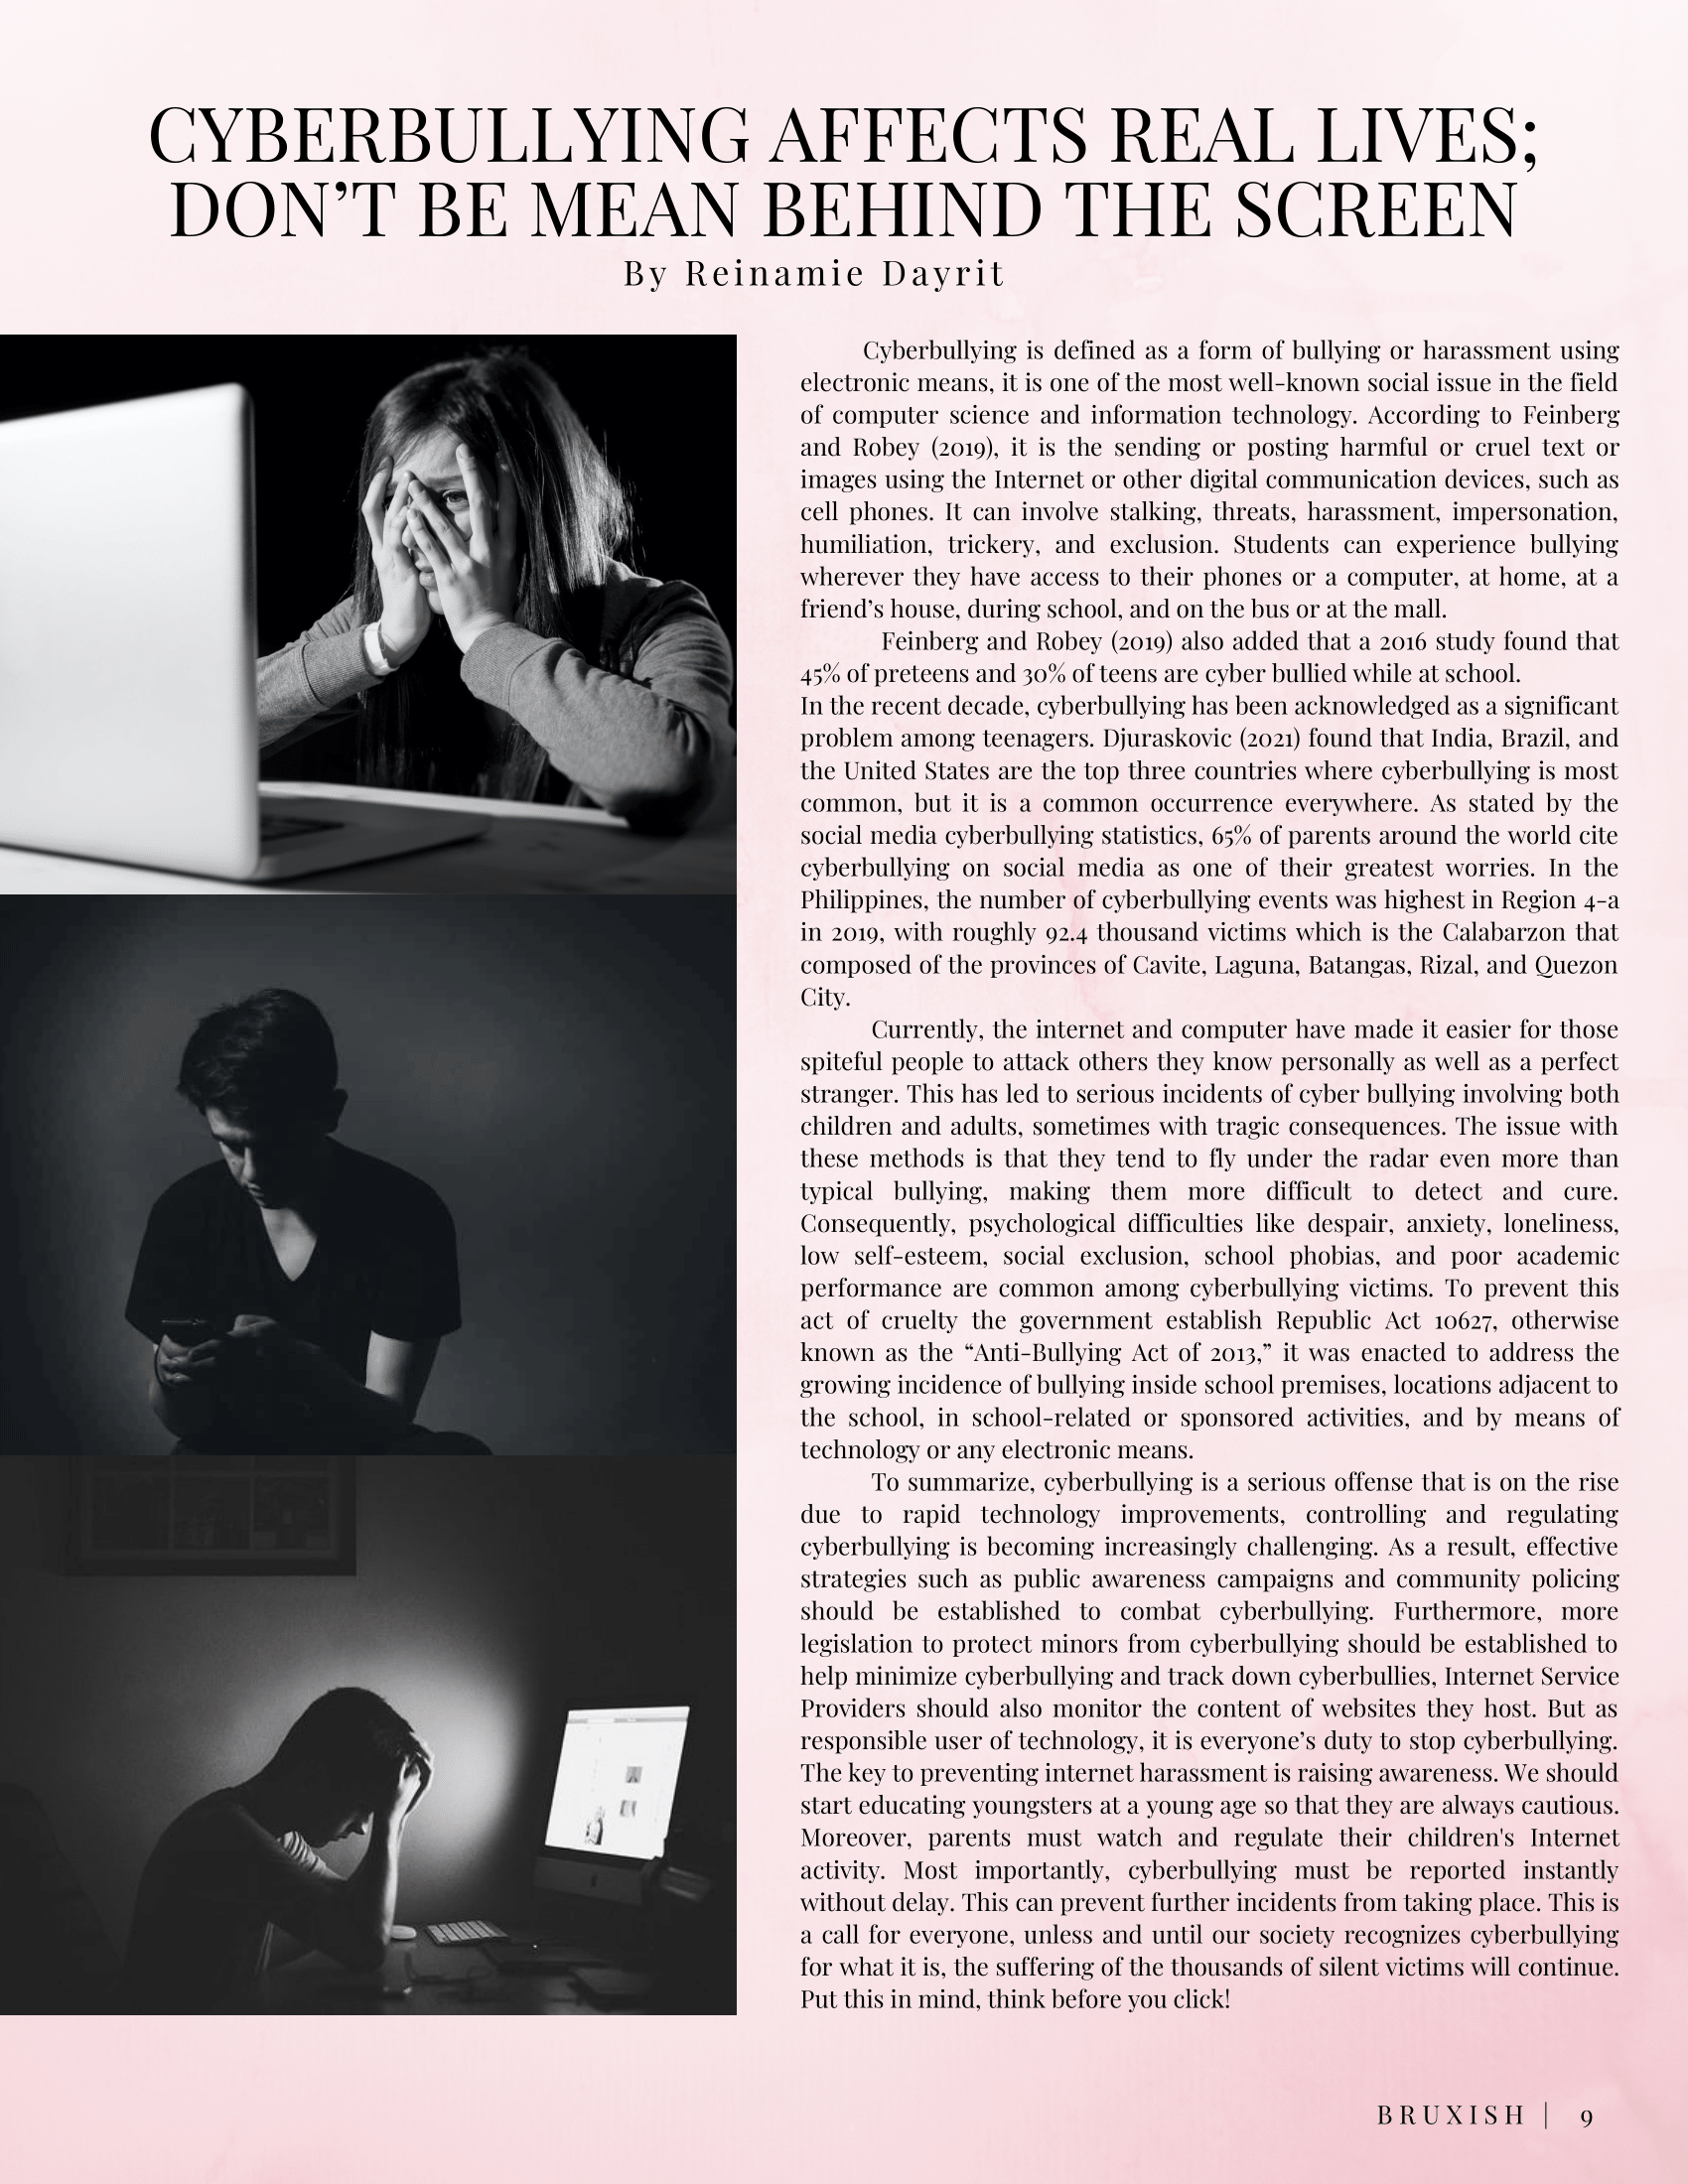 CYBERBULLYING AFFECTS REAL LIVES;
DON’T BE MEAN BEHIND THE SCREEN
By Reinamie Dayrit
Cyberbullying is defined as a form of bullying or harassment using
electronic means, it is one of the most well-known social issue in the field
of computer science and information technology. According to Feinberg
and Robey (2019), it is the sending or posting harmful or cruel text or
images using the Internet or other digital communication devices, such as
cell phones. It can involve stalking, threats, harassment, impersonation,
humiliation, trickery, and exclusion. Students can experience bullying
wherever they have access to their phones or a computer, at home, at a
friend’s house, during school, and on the bus or at the mall.
Feinberg and Robey (2019) also added that a 2016 study found that
45% of preteens and 30% of teens are cyber bullied while at school.
In the recent decade, cyberbullying has been acknowledged as a significant
problem among teenagers. Djuraskovic (2021) found that India, Brazil, and
the United States are the top three countries where cyberbullying is most
common, but it is a common occurrence everywhere. As stated by the
social media cyberbullying statistics, 65% of parents around the world cite
cyberbullying on social media as one of their greatest worries. In the
Philippines, the number of cyberbullying events was highest in Region 4-a
in 2019, with roughly 92.4 thousand victims which is the Calabarzon that
composed of the provinces of Cavite, Laguna, Batangas, Rizal, and Quezon
City.
Currently, the internet and computer have made it easier for those
spiteful people to attack others they know personally as well as a perfect
stranger. This has led to serious incidents of cyber bullying involving both
children and adults, sometimes with tragic consequences. The issue with
these methods is that they tend to fly under the radar even more than
typical bullying, making them more difficult to detect and cure.
Consequently, psychological difficulties like despair, anxiety, loneliness,
low self-esteem, social exclusion, school phobias, and poor academic
performance are common among cyberbullying victims. To prevent this
act of cruelty the government establish Republic Act 10627, otherwise
known as the “Anti-Bullying Act of 2013,” it was enacted to address the
growing incidence of bullying inside school premises, locations adjacent to
the school, in school-related or sponsored activities, and by means of
technology or any electronic means.
To summarize, cyberbullying is a serious offense that is on the rise
due to rapid technology improvements, controlling and regulating
cyberbullying is becoming increasingly challenging. As a result, effective
strategies such as public awareness campaigns and community policing
should be established to combat cyberbullying. Furthermore, more
legislation to protect minors from cyberbullying should be established to
help minimize cyberbullying and track down cyberbullies, Internet Service
Providers should also monitor the content of websites they host. But as
responsible user of technology, it is everyone’s duty to stop cyberbullying.
The key to preventing internet harassment is raising awareness. We should
start educating youngsters at a young age so that they are always cautious.
Moreover, parents must watch and regulate their children's Internet
activity. Most importantly, cyberbullying must be reported instantly
without delay. This can prevent further incidents from taking place. This is
a call for everyone, unless and until our society recognizes cyberbullying
for what it is, the suffering of the thousands of silent victims will continue.
Put this in mind, think before you click!
BRUXISH | 9